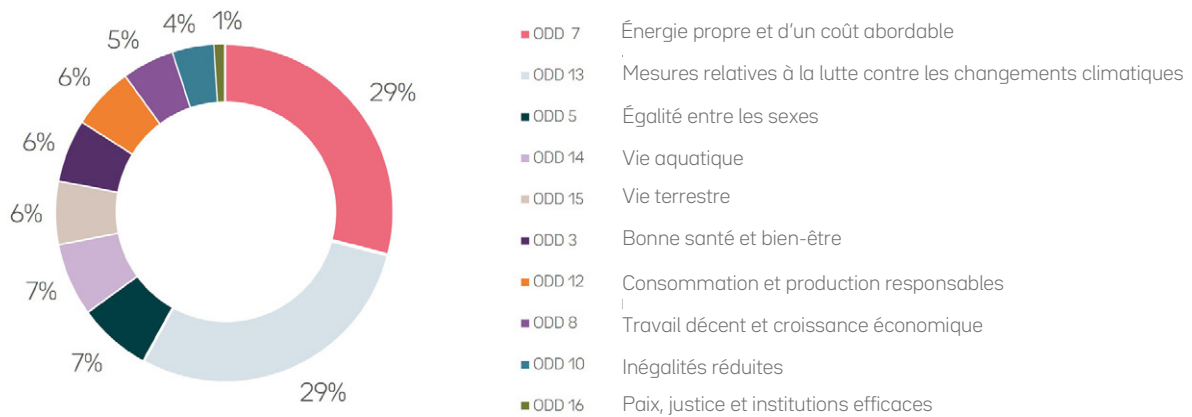 4%
1%
5%
6%
29%
6%
6%
7%
7%
29%
ODD 7 Énergie propre et d'un coût abordable
ODD 13 Mesures relatives à la lutte contre les changements climatiques
ODD 5 Égalité entre les sexes
ODD 14 Vie aquatique
ODD 15 Vie terrestre
ODD 3 Bonne santé et bien-être
ODD 12 Consommation et production responsables
ODD 8 Travail décent et croissance économique
ODD 10 Inégalités réduites
ODD 16 Paix, justice et institutions efficaces